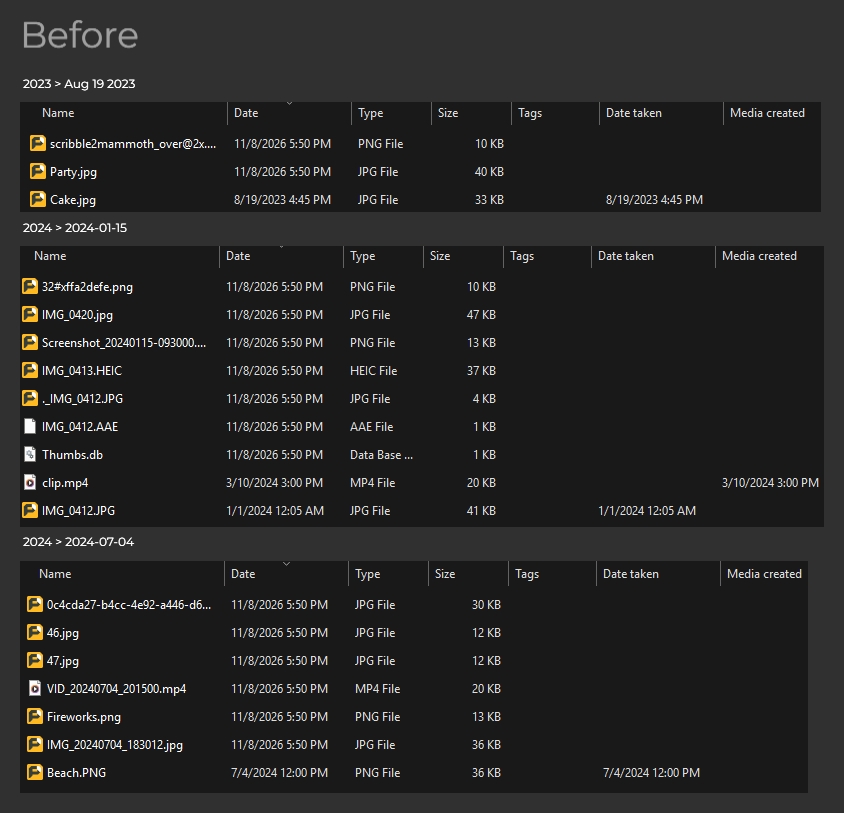 Before
2023 > Aug 19 2023
Name Date Type Size Tags Date taken Media created
scribble2mammoth_over@2x.... 11/8/2026 5:50 PM PNG File 10 KB
Party.jpg 11/8/2026 5:50 PM JPG File 40 KB
Cake.jpg 8/19/2023 4:45 PM JPG File 33 KB 8/19/2023 4:45 PM
2024 > 2024-01-15
Name Date Type Size Tags Date taken Media created
32#xffa2defe.png 11/8/2026 5:50 PM PNG File 10 KB
IMG_0420.jpg 11/8/2026 5:50 PM JPG File 47 KB
Screenshot_20240115-093000.... 11/8/2026 5:50 PM PNG File 13 KB
IMG_0413.HEIC 11/8/2026 5:50 PM HEIC File 37 KB
._IMG_0412.JPG 11/8/2026 5:50 PM JPG File 4 KB
IMG_0412.AAE 11/8/2026 5:50 PM AAE File 1 KB
Thumbs.db 11/8/2026 5:50 PM Data Base ... 1 KB
clip.mp4 3/10/2024 3:00 PM MP4 File 20 KB 3/10/2024 3:00 PM
IMG_0412.JPG 1/1/2024 12:05 AM JPG File 41 KB 1/1/2024 12:05 AM
2024 > 2024-07-04
Name Date Type Size Tags Date taken Media created
0c4cda27-b4cc-4e92-a446-d6... 11/8/2026 5:50 PM JPG File 30 KB
46.jpg 11/8/2026 5:50 PM JPG File 12 KB
47.jpg 11/8/2026 5:50 PM JPG File 12 KB
VID_20240704_201500.mp4 11/8/2026 5:50 PM MP4 File 20 KB
Fireworks.png 11/8/2026 5:50 PM PNG File 13 KB
IMG_20240704_183012.jpg 11/8/2026 5:50 PM JPG File 36 KB
Beach.PNG 7/4/2024 12:00 PM PNG File 36 KB 7/4/2024 12:00 PM